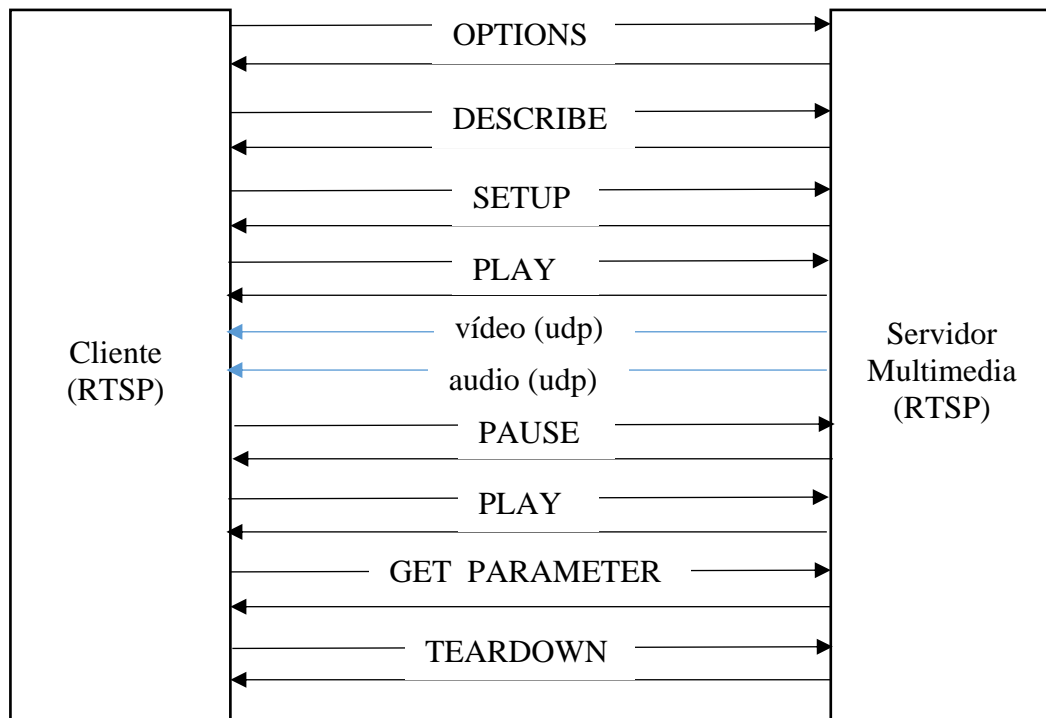 OPTIONS
DESCRIBE
SETUP
PLAY
vídeo (udp)
audio (udp)
Cliente
(RTSP)
Servidor
Multimedia
(RTSP)
PAUSE
PLAY
GET PARAMETER
TEARDOWN